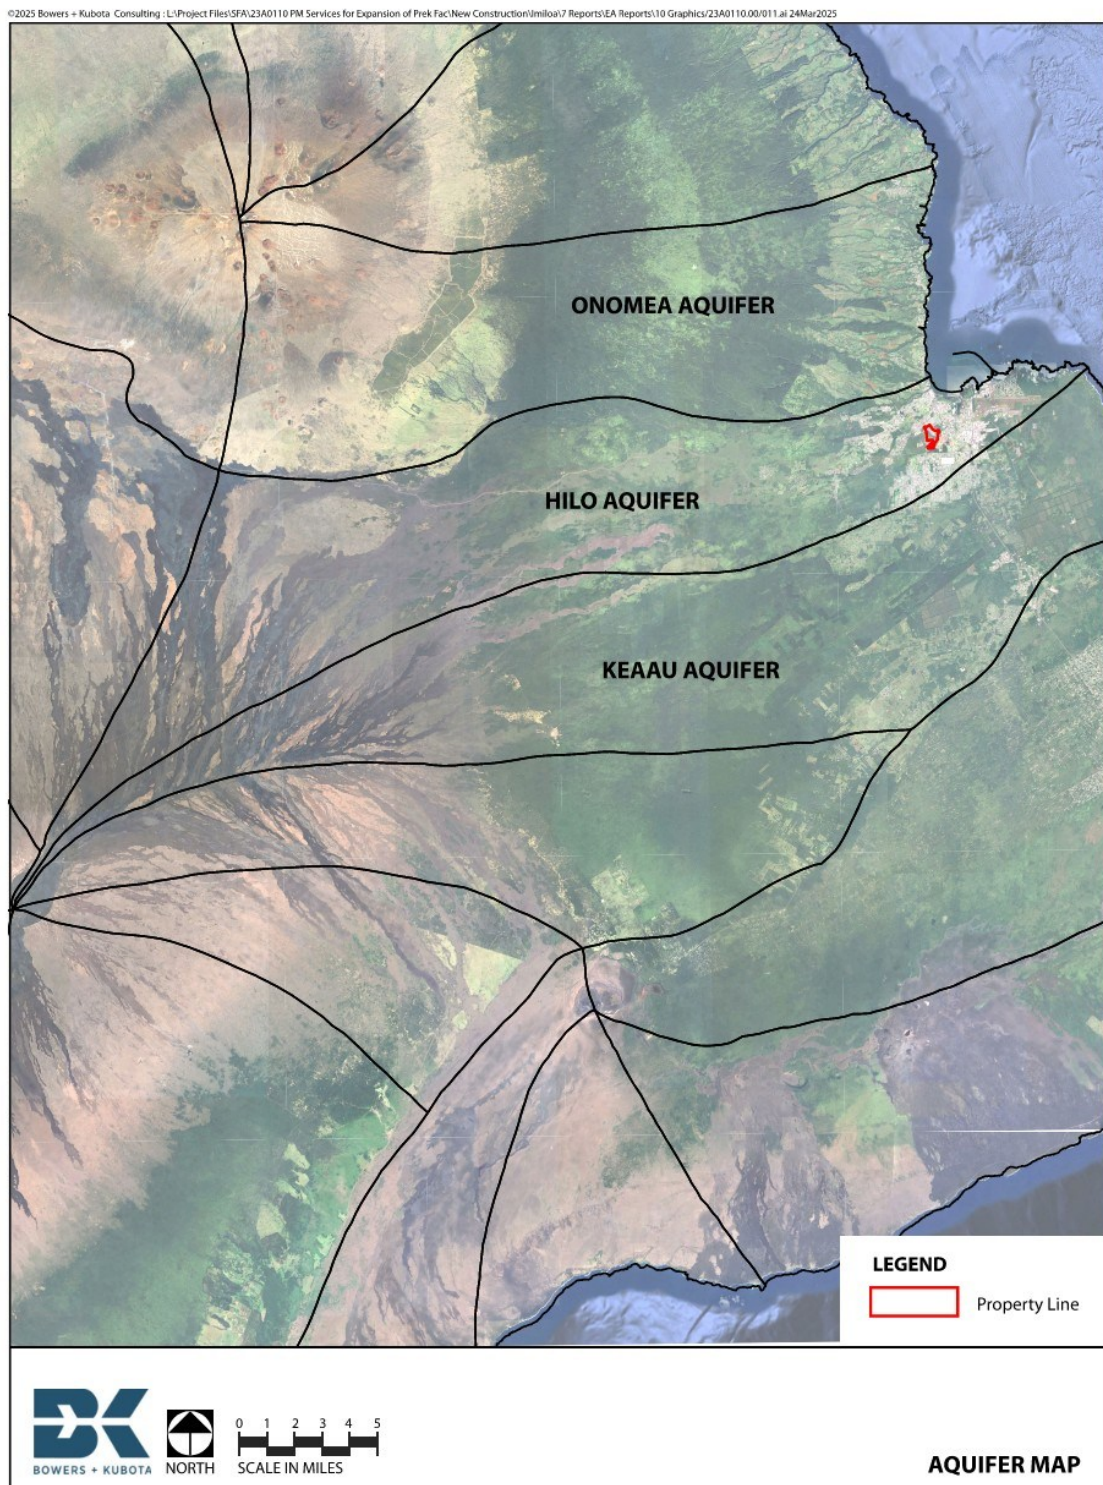 ©2025 Bowers + Kubota Consulting : L:\Project Files\SFA\23A0110 PM Services for Expansion of Prek Fac\New Construction\Imiloa\7 Reports\EA Reports\10 Graphics/23A0110.00/011.ai 24Mar2025
ONOMEA AQUIFER
HILO AQUIFER
KEAAU AQUIFER
LEGEND
Property Line
BK
BOWERS + KUBOTA
NORTH
0 1 2 3 4 5
SCALE IN MILES
AQUIFER MAP